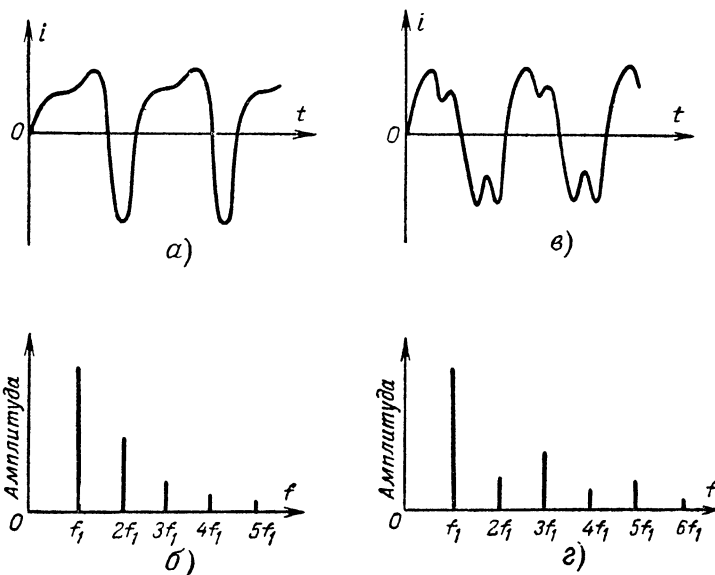 i
t
0
а)
i
t
0
в)
Амплитуда
f
0
f₁ 2f₁ 3f₁ 4f₁ 5f₁
б)
Амплитуда
f
0
f₁ 2f₁ 3f₁ 4f₁ 5f₁ 6f₁
г)